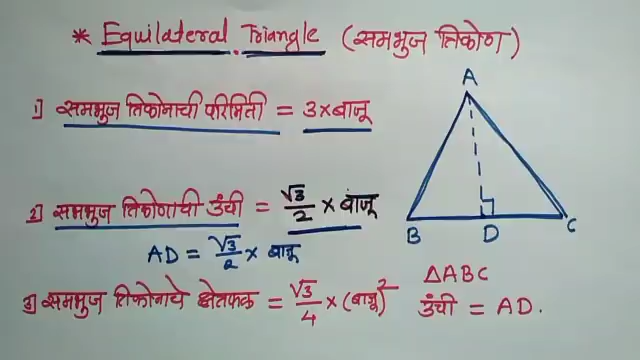 * Equilateral Triangle (समभुज त्रिकोण)
1] समभुज त्रिकोनाची परिमिती = 3 × बाजू
2] समभुज त्रिकोणाची उंची = √3/2 × बाजू
AD = √3/2 × बाजू
3] समभुज त्रिकोनाचे क्षेत्रफळ = √3/4 × (बाजू)²
A
B
D
C
△ABC
उंची = AD.